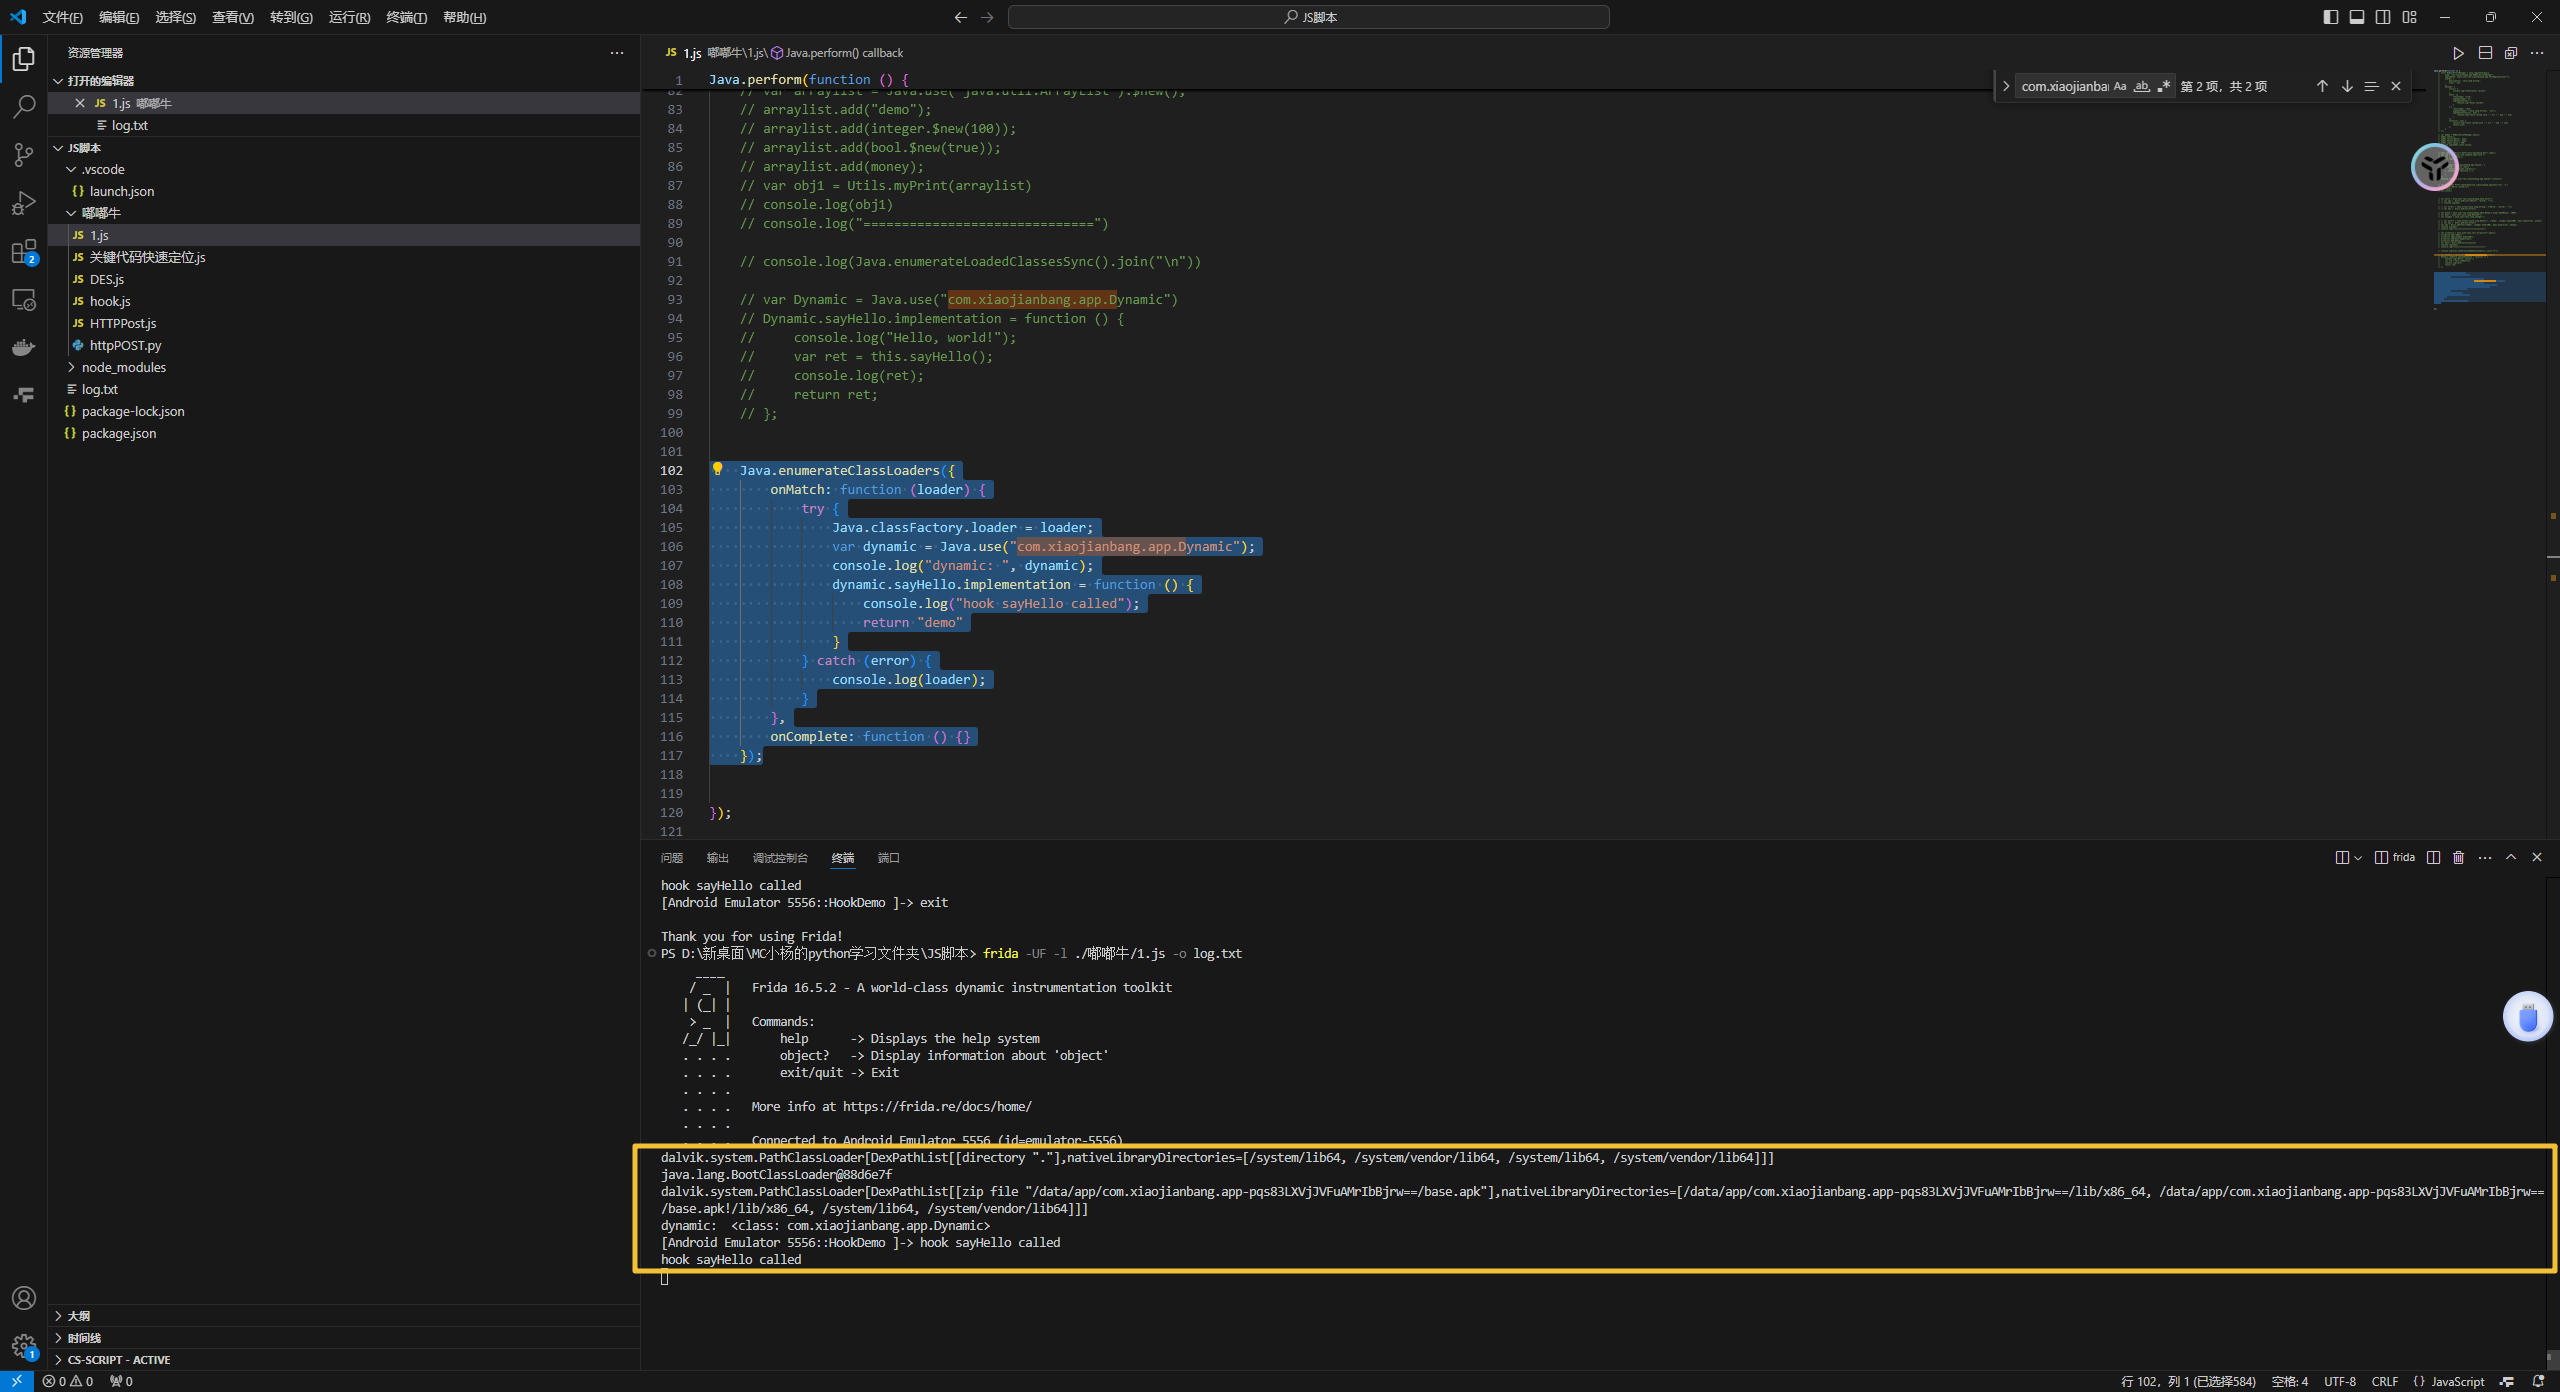 文件(F) 编辑(E) 选择(S) 查看(V) 转到(G) 运行(R) 终端(T) 帮助(H)
JS脚本
资源管理器
打开的编辑器
JS 1.js 嘟嘟牛
log.txt
JS脚本
.vscode
{} launch.json
嘟嘟牛
JS 1.js
JS 关键代码快速定位.js
JS DES.js
JS hook.js
JS HTTPPost.js
httpPOST.py
node_modules
log.txt
{} package-lock.json
{} package.json
大纲
时间线
CS-SCRIPT - ACTIVE
2
1
JS 1.js 嘟嘟牛\1.js\ Java.perform() callback
com.xiaojianba Aa ab .* 第 2 项，共 2 项
1 Java.perform(function () {
82 // var arraylist = Java.use("java.util.ArrayList").$new();
83 // arraylist.add("demo");
84 // arraylist.add(integer.$new(100));
85 // arraylist.add(bool.$new(true));
86 // arraylist.add(money);
87 // var obj1 = Utils.myPrint(arraylist)
88 // console.log(obj1)
89 // console.log("==============================")
90
91 // console.log(Java.enumerateLoadedClassesSync().join("\n"))
92
93 // var Dynamic = Java.use("com.xiaojianbang.app.Dynamic")
94 // Dynamic.sayHello.implementation = function () {
95 //     console.log("Hello, world!");
96 //     var ret = this.sayHello();
97 //     console.log(ret);
98 //     return ret;
99 // };
100
101
102 Java.enumerateClassLoaders({
103 onMatch: function (loader) {
104 try {
105 Java.classFactory.loader = loader;
106 var dynamic = Java.use("com.xiaojianbang.app.Dynamic");
107 console.log("dynamic: ", dynamic);
108 dynamic.sayHello.implementation = function () {
109 console.log("hook sayHello called");
110 return "demo"
111 }
112 } catch (error) {
113 console.log(loader);
114 }
115 },
116 onComplete: function () {}
117 });
118
119
120 });
121
问题 输出 调试控制台 终端 端口
frida
hook sayHello called
[Android Emulator 5556::HookDemo ]-> exit
Thank you for using Frida!
PS D:\新桌面\MC小杨的python学习文件夹\JS脚本> frida -UF -l ./嘟嘟牛/1.js -o log.txt
     ____
    / _  |   Frida 16.5.2 - A world-class dynamic instrumentation toolkit
   | (_| |
    > _  |   Commands:
   /_/ |_|       help      -> Displays the help system
   . . . .       object?   -> Display information about 'object'
   . . . .       exit/quit -> Exit
   . . . .
   . . . .   More info at https://frida.re/docs/home/
   . . . .
   . . . .   Connected to Android Emulator 5556 (id=emulator-5556)
dalvik.system.PathClassLoader[DexPathList[[directory "."],nativeLibraryDirectories=[/system/lib64, /system/vendor/lib64, /system/lib64, /system/vendor/lib64]]]
java.lang.BootClassLoader@88d6e7f
dalvik.system.PathClassLoader[DexPathList[[zip file "/data/app/com.xiaojianbang.app-pqs83LXVjJVFuAMrIbBjrw==/base.apk"],nativeLibraryDirectories=[/data/app/com.xiaojianbang.app-pqs83LXVjJVFuAMrIbBjrw==/lib/x86_64, /data/app/com.xiaojianbang.app-pqs83LXVjJVFuAMrIbBjrw==
/base.apk!/lib/x86_64, /system/lib64, /system/vendor/lib64]]]
dynamic:  <class: com.xiaojianbang.app.Dynamic>
[Android Emulator 5556::HookDemo ]-> hook sayHello called
hook sayHello called
0 0 0
行 102，列 1 (已选择584) 空格: 4 UTF-8 CRLF {} JavaScript